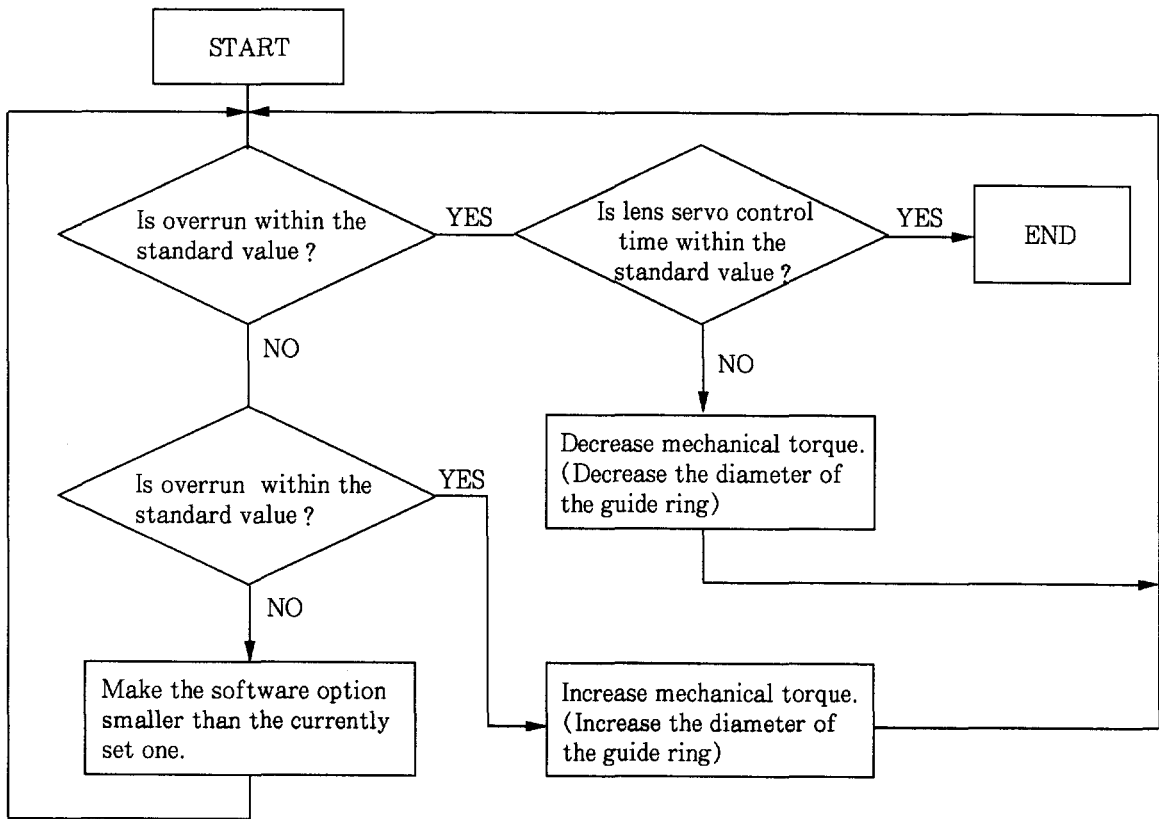 START
Is overrun within the
standard value ?
YES
Is lens servo control
time within the
standard value ?
YES
END
NO
NO
Is overrun within the
standard value ?
YES
Decrease mechanical torque.
(Decrease the diameter of
the guide ring)
NO
Make the software option
smaller than the currently
set one.
Increase mechanical torque.
(Increase the diameter of
the guide ring)